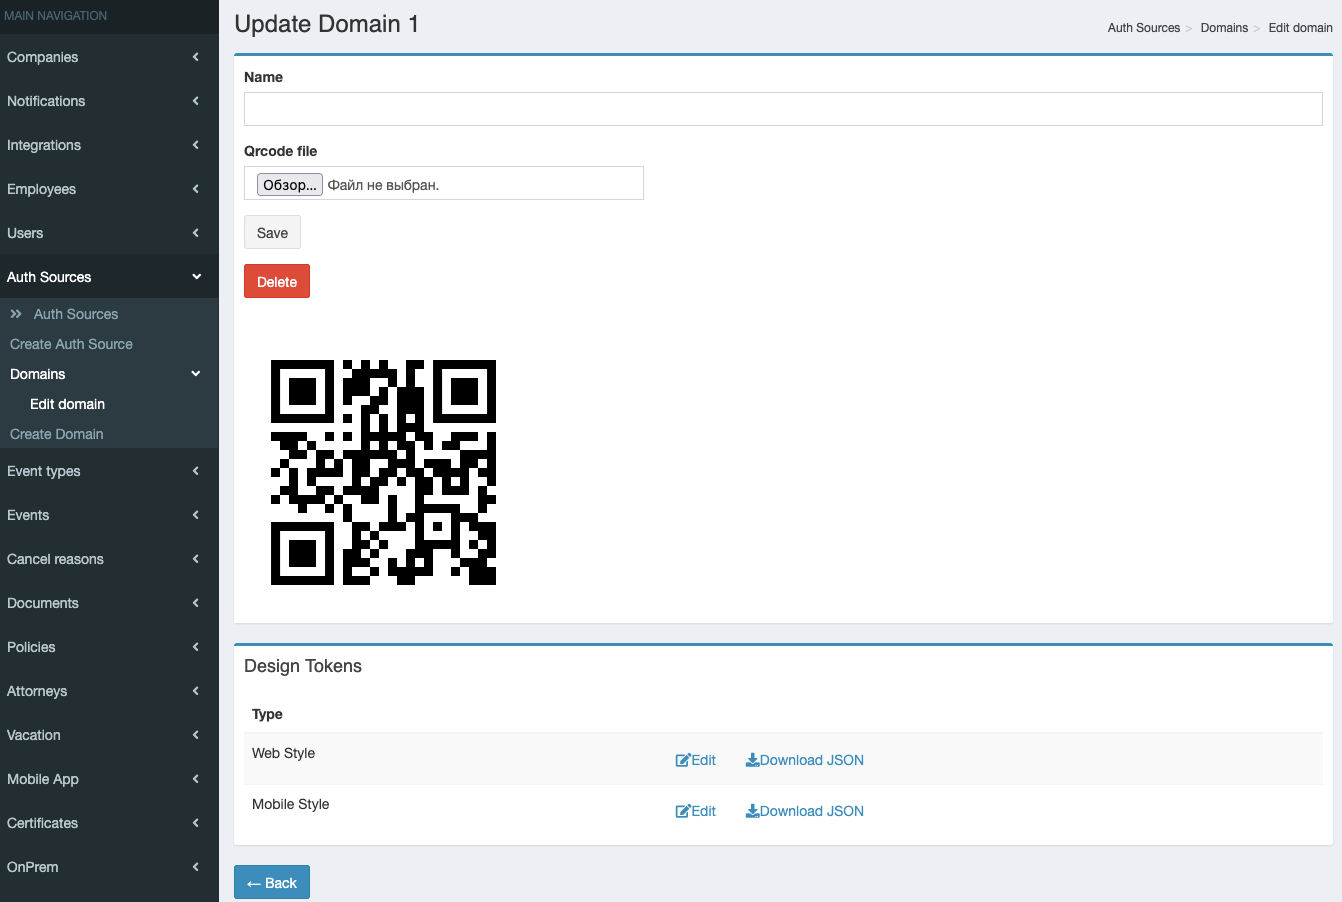 MAIN NAVIGATION
Companies
Notifications
Integrations
Employees
Users
Auth Sources
Auth Sources
Create Auth Source
Domains
Edit domain
Create Domain
Event types
Events
Cancel reasons
Documents
Policies
Attorneys
Vacation
Mobile App
Certificates
OnPrem
Update Domain 1
Auth Sources > Domains > Edit domain
Name
Qrcode file
Обзор... Файл не выбран.
Save
Delete
Design Tokens
Type
Web Style Edit Download JSON
Mobile Style Edit Download JSON
← Back